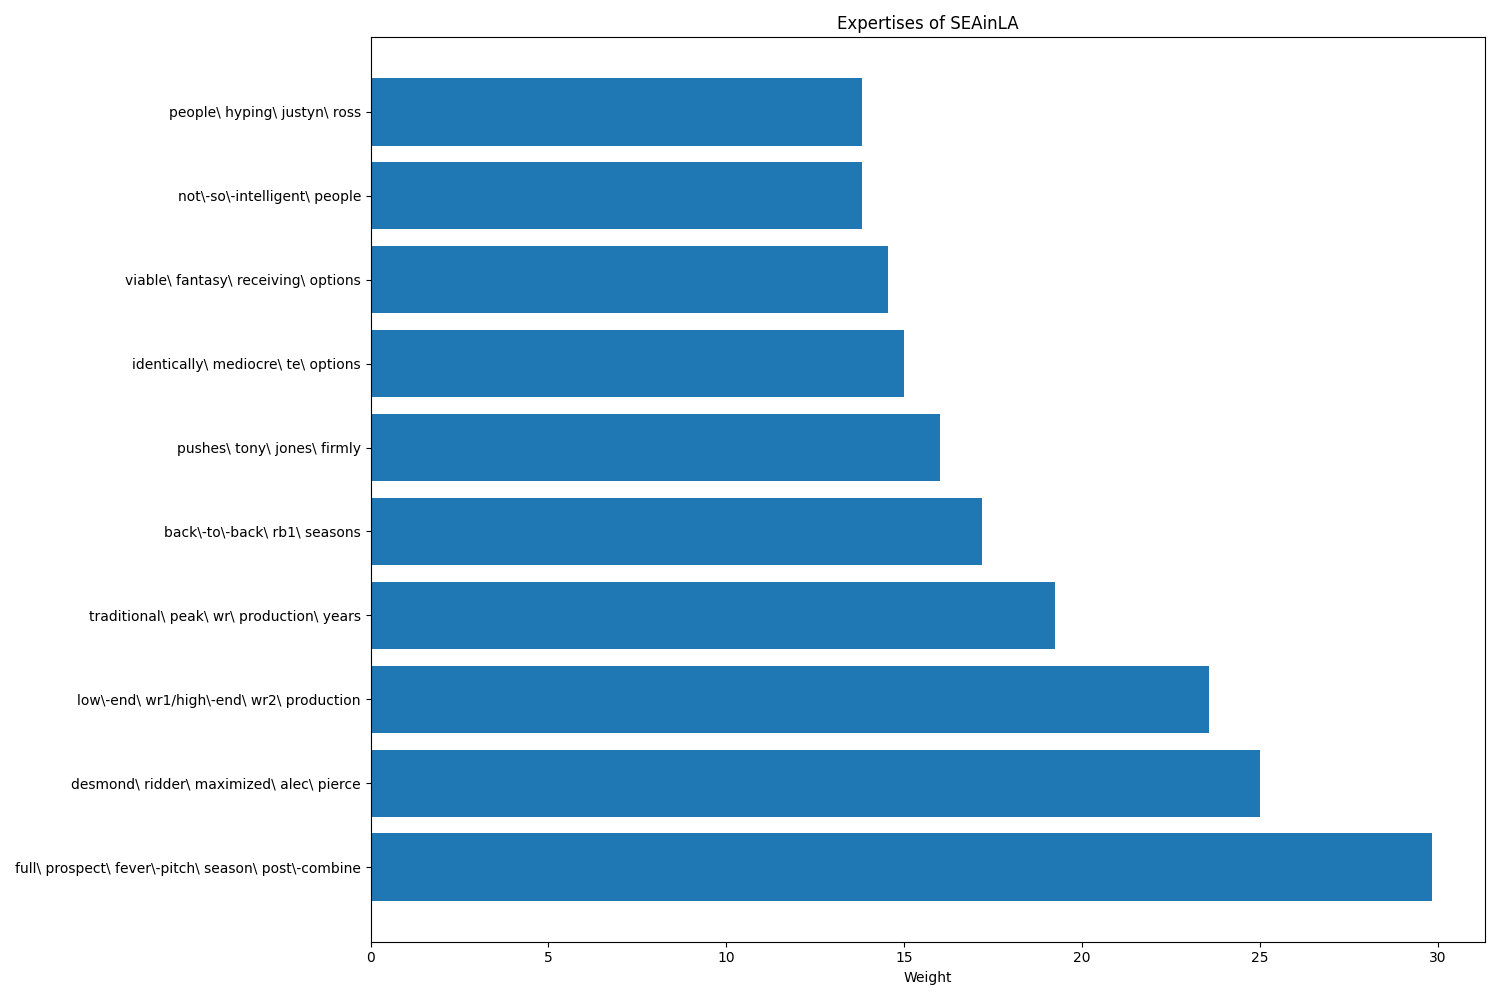 Expertises of SEAinLA
people\ hyping\ justyn\ ross
not\-so\-intelligent\ people
viable\ fantasy\ receiving\ options
identically\ mediocre\ te\ options
pushes\ tony\ jones\ firmly
back\-to\-back\ rb1\ seasons
traditional\ peak\ wr\ production\ years
low\-end\ wr1/high\-end\ wr2\ production
desmond\ ridder\ maximized\ alec\ pierce
full\ prospect\ fever\-pitch\ season\ post\-combine
0 5 10 15 20 25 30
Weight